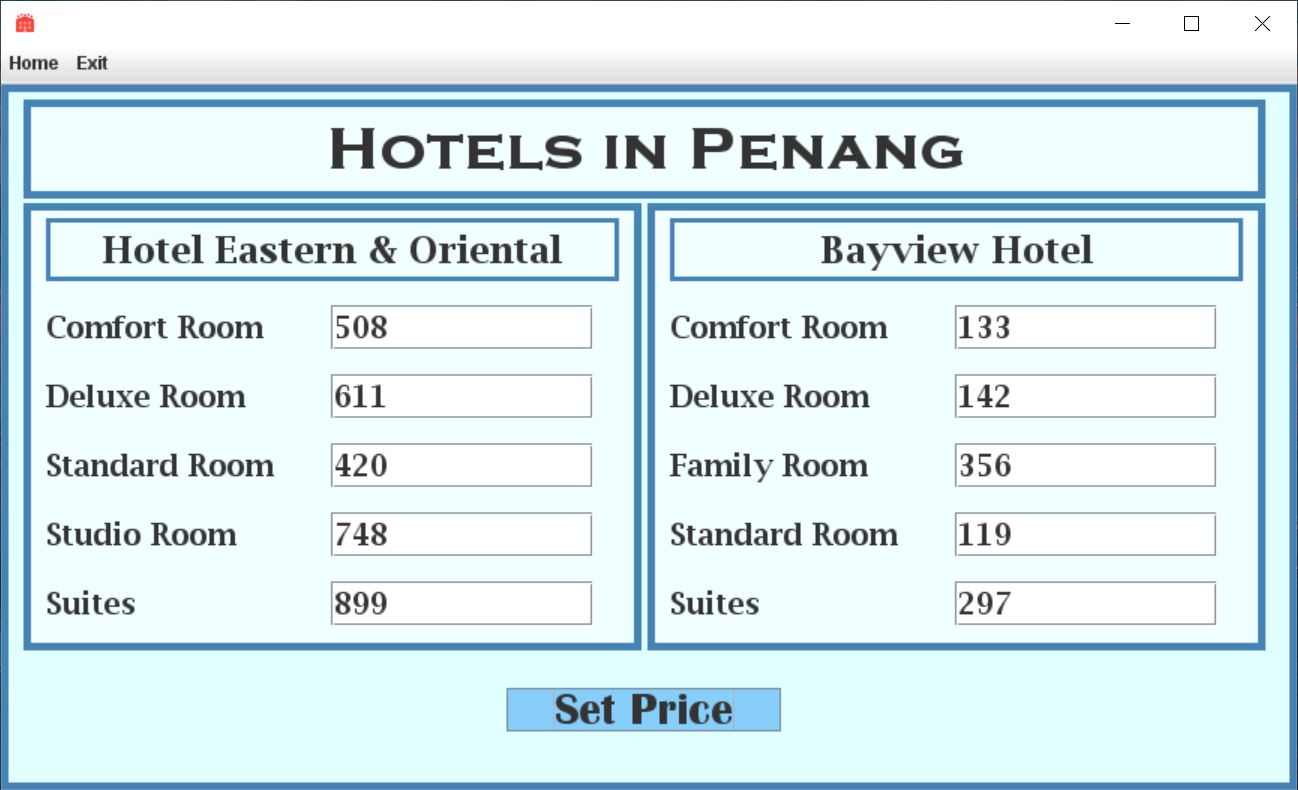 Home Exit
HOTELS IN PENANG
Hotel Eastern & Oriental
Comfort Room 508
Deluxe Room 611
Standard Room 420
Studio Room 748
Suites 899
Bayview Hotel
Comfort Room 133
Deluxe Room 142
Family Room 356
Standard Room 119
Suites 297
Set Price